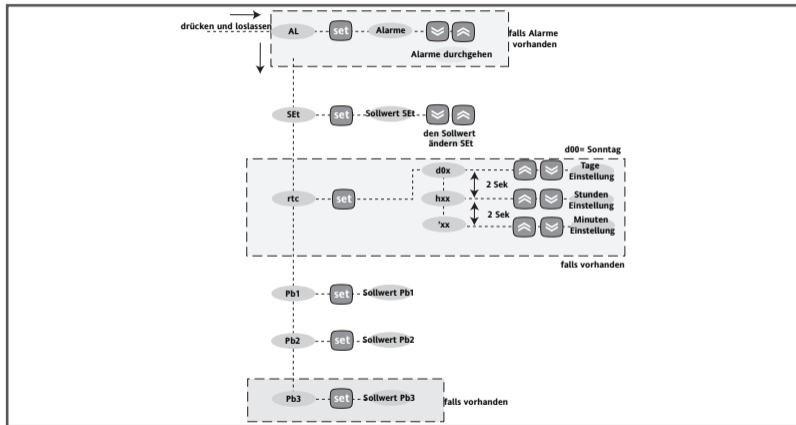 drücken und loslassen
AL set Alarme
falls Alarme
vorhanden
Alarme durchgehen
SEt set Sollwert SEt
den Sollwert
ändern SEt
d00= Sonntag
d0x
Tage
Einstellung
2 Sek
rtc set hxx
Stunden
Einstellung
2 Sek
'xx
Minuten
Einstellung
falls vorhanden
Pb1 set Sollwert Pb1
Pb2 set Sollwert Pb2
Pb3 set Sollwert Pb3
falls vorhanden